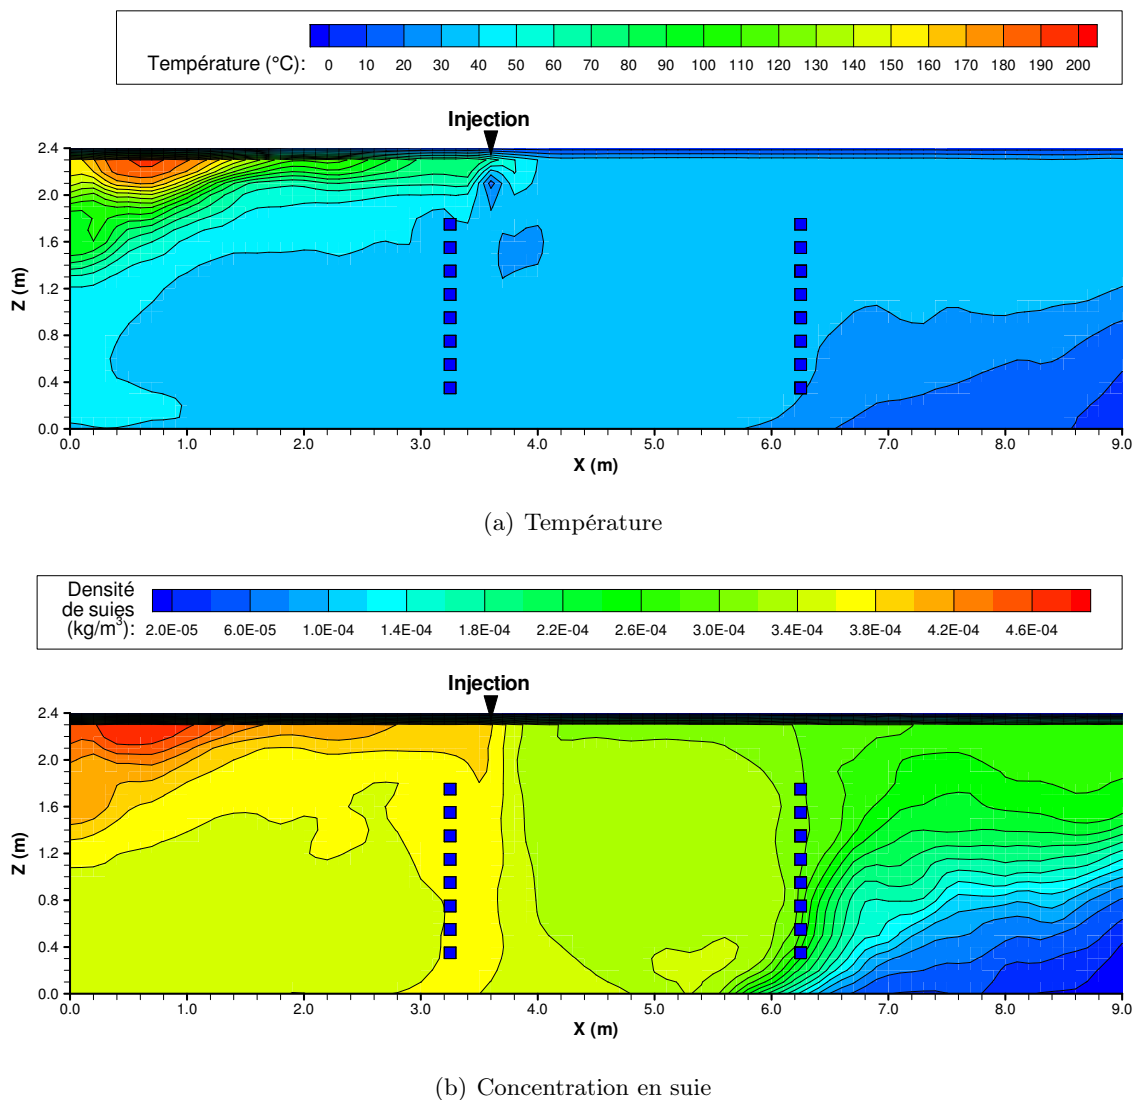 Température (°C):
0 10 20 30 40 50 60 70 80 90 100 110 120 130 140 150 160 170 180 190 200
Injection
Z (m)
2.4
2.0
1.6
1.2
0.8
0.4
0.0
0.0 1.0 2.0 3.0 4.0 5.0 6.0 7.0 8.0 9.0
X (m)
(a) Température
Densité
de suies
(kg/m³):
2.0E-05 6.0E-05 1.0E-04 1.4E-04 1.8E-04 2.2E-04 2.6E-04 3.0E-04 3.4E-04 3.8E-04 4.2E-04 4.6E-04
Injection
Z (m)
2.4
2.0
1.6
1.2
0.8
0.4
0.0
0.0 1.0 2.0 3.0 4.0 5.0 6.0 7.0 8.0 9.0
X (m)
(b) Concentration en suie